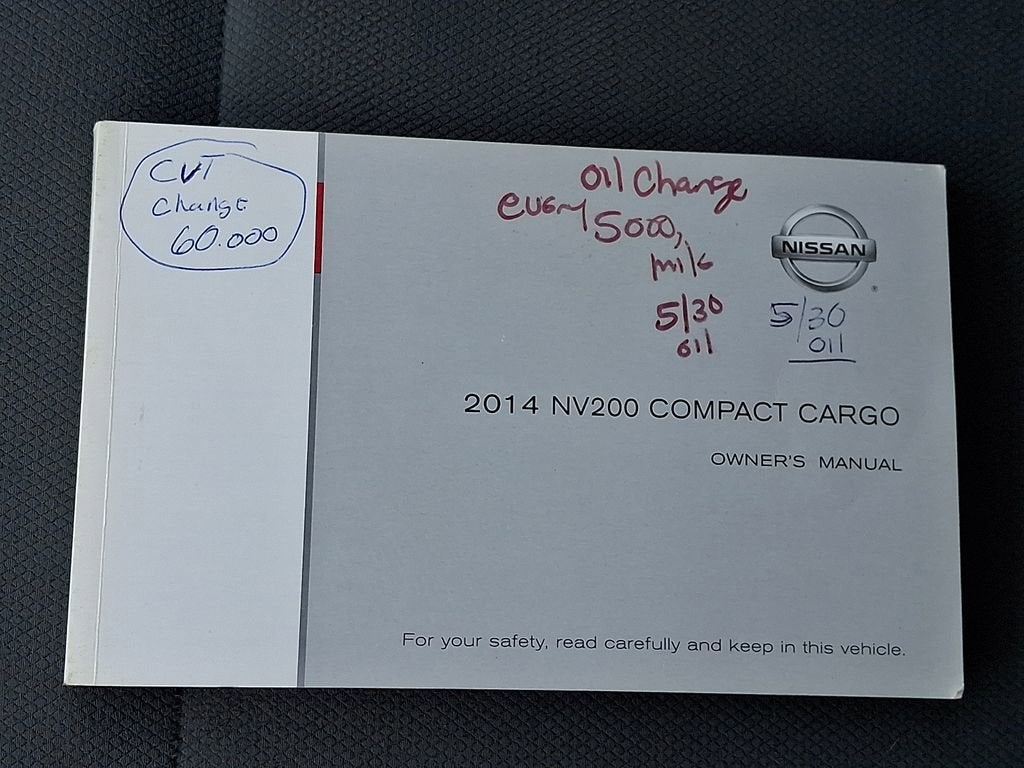 CVT
change
60.000
Oil Change
every 5000,
mile
5/30
oil
NISSAN
®
5/30
oil
2014 NV200 COMPACT CARGO
OWNER'S MANUAL
For your safety, read carefully and keep in this vehicle.